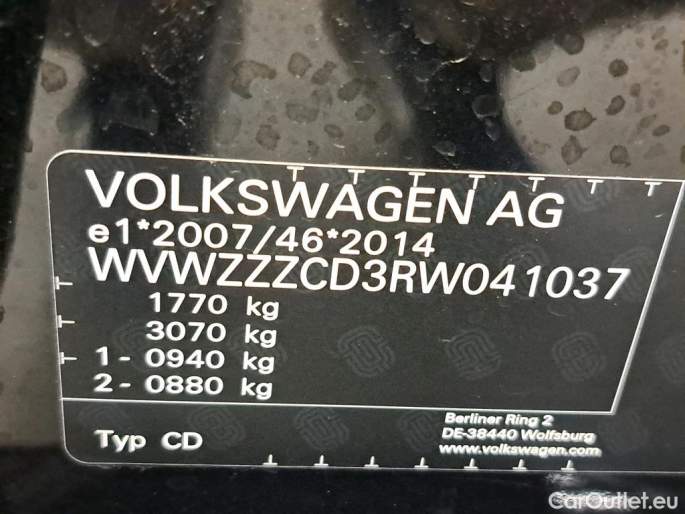 VOLKSWAGEN AG
e1*2007/46*2014
WVWZZZCD3RW041037
1770 kg
3070 kg
1 - 0940 kg
2 - 0880 kg
Berliner Ring 2
DE-38440 Wolfsburg
www.volkswagen.com
Typ CD
CarOutlet.eu